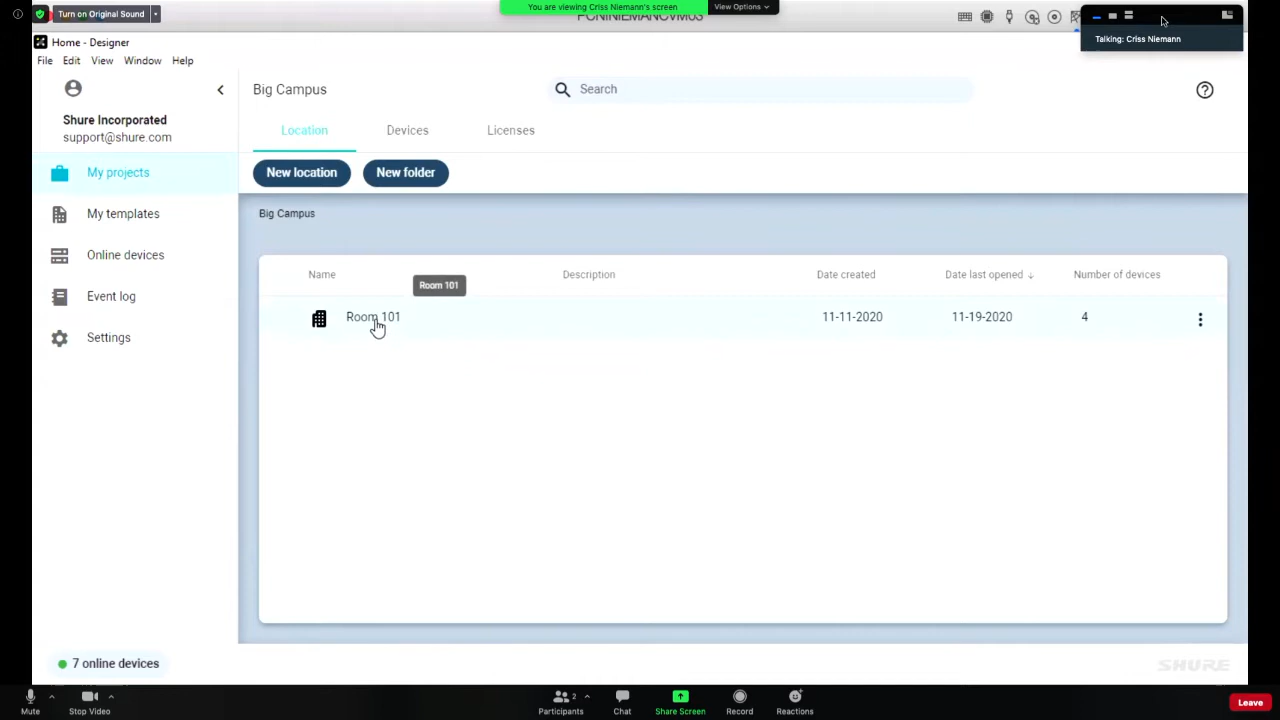 Turn on Original Sound
You are viewing Criss Niemann's screen
View Options
Talking: Criss Niemann
Home - Designer
File Edit View Window Help
Shure Incorporated
support@shure.com
My projects
My templates
Online devices
Event log
Settings
7 online devices
Big Campus
Search
Location Devices Licenses
New location New folder
Big Campus
Name Description Date created Date last opened ↓ Number of devices
Room 101
Room 101 11-11-2020 11-19-2020 4
SHURE
Mute Stop Video Participants 2 Chat Share Screen Record Reactions Leave